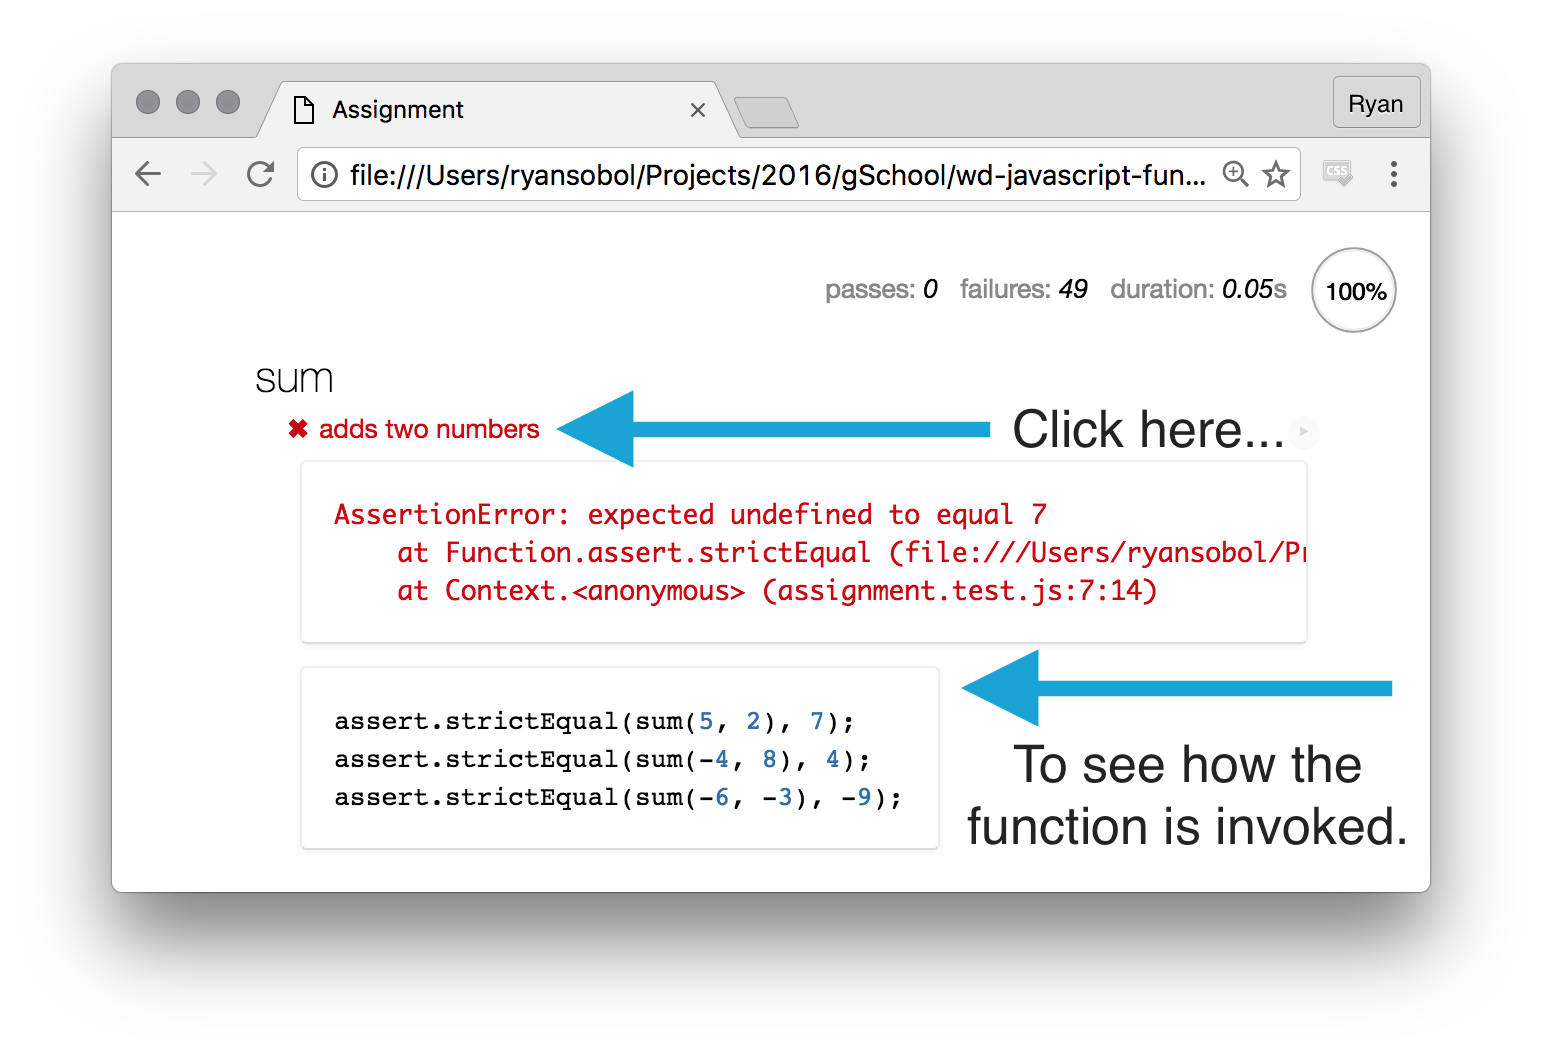 Assignment
Ryan
file:///Users/ryansobol/Projects/2016/gSchool/wd-javascript-fun...
CSS
passes: 0 failures: 49 duration: 0.05s 100%
sum
✖ adds two numbers
Click here...
AssertionError: expected undefined to equal 7
at Function.assert.strictEqual (file:///Users/ryansobol/Pr
at Context.<anonymous> (assignment.test.js:7:14)
assert.strictEqual(sum(5, 2), 7);
assert.strictEqual(sum(-4, 8), 4);
assert.strictEqual(sum(-6, -3), -9);
To see how the
function is invoked.